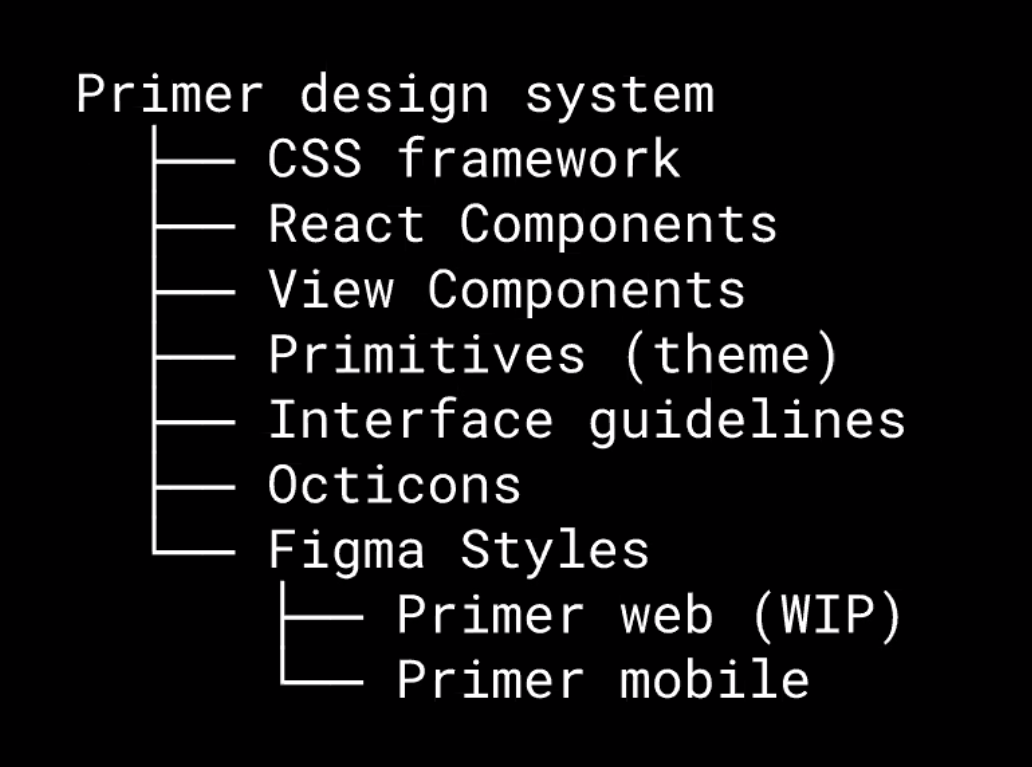 Primer design system
CSS framework
React Components
View Components
Primitives (theme)
Interface guidelines
Octicons
Figma Styles
Primer web (WIP)
Primer mobile